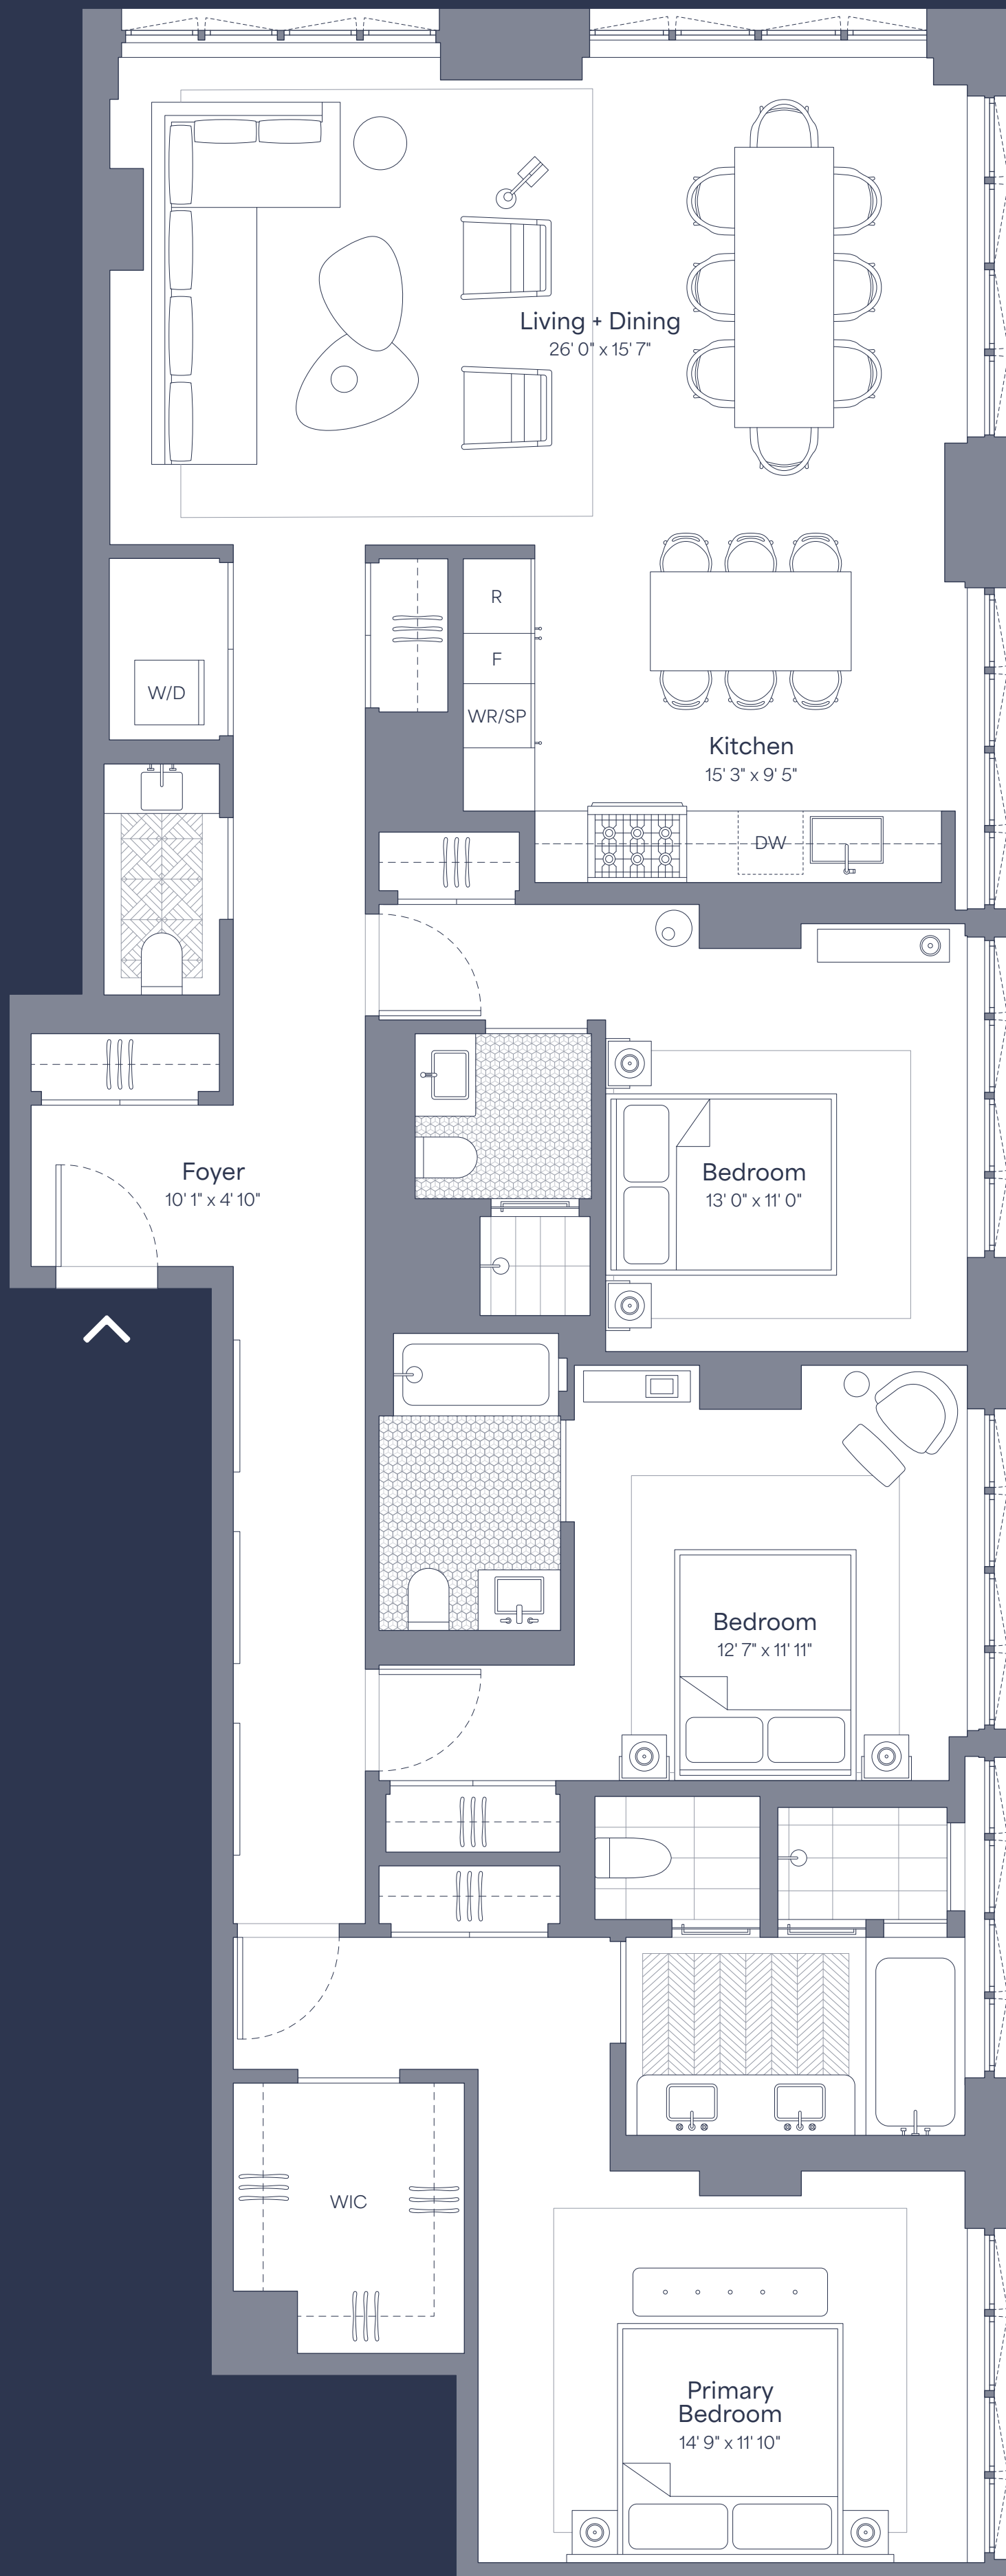 Living + Dining
26' 0" x 15' 7"
R
F
W/D
WR/SP
Kitchen
15' 3" x 9' 5"
DW
Foyer
10' 1" x 4' 10"
Bedroom
13' 0" x 11' 0"
Bedroom
12' 7" x 11' 11"
WIC
Primary
Bedroom
14' 9" x 11' 10"